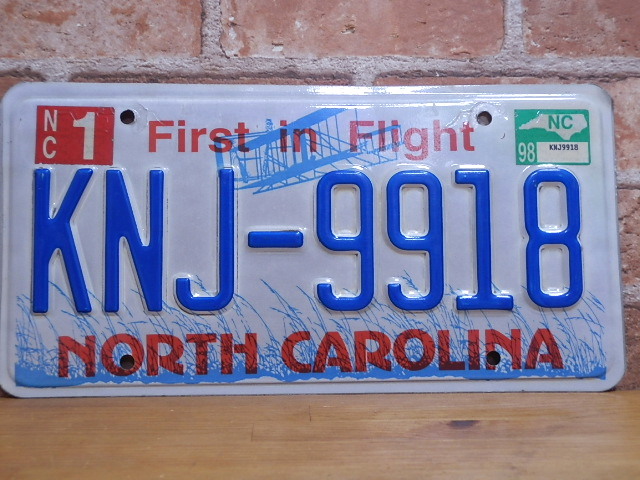 NC 1 First in Flight NC
98 KNJ9918
KNJ-9918
NORTH CAROLINA